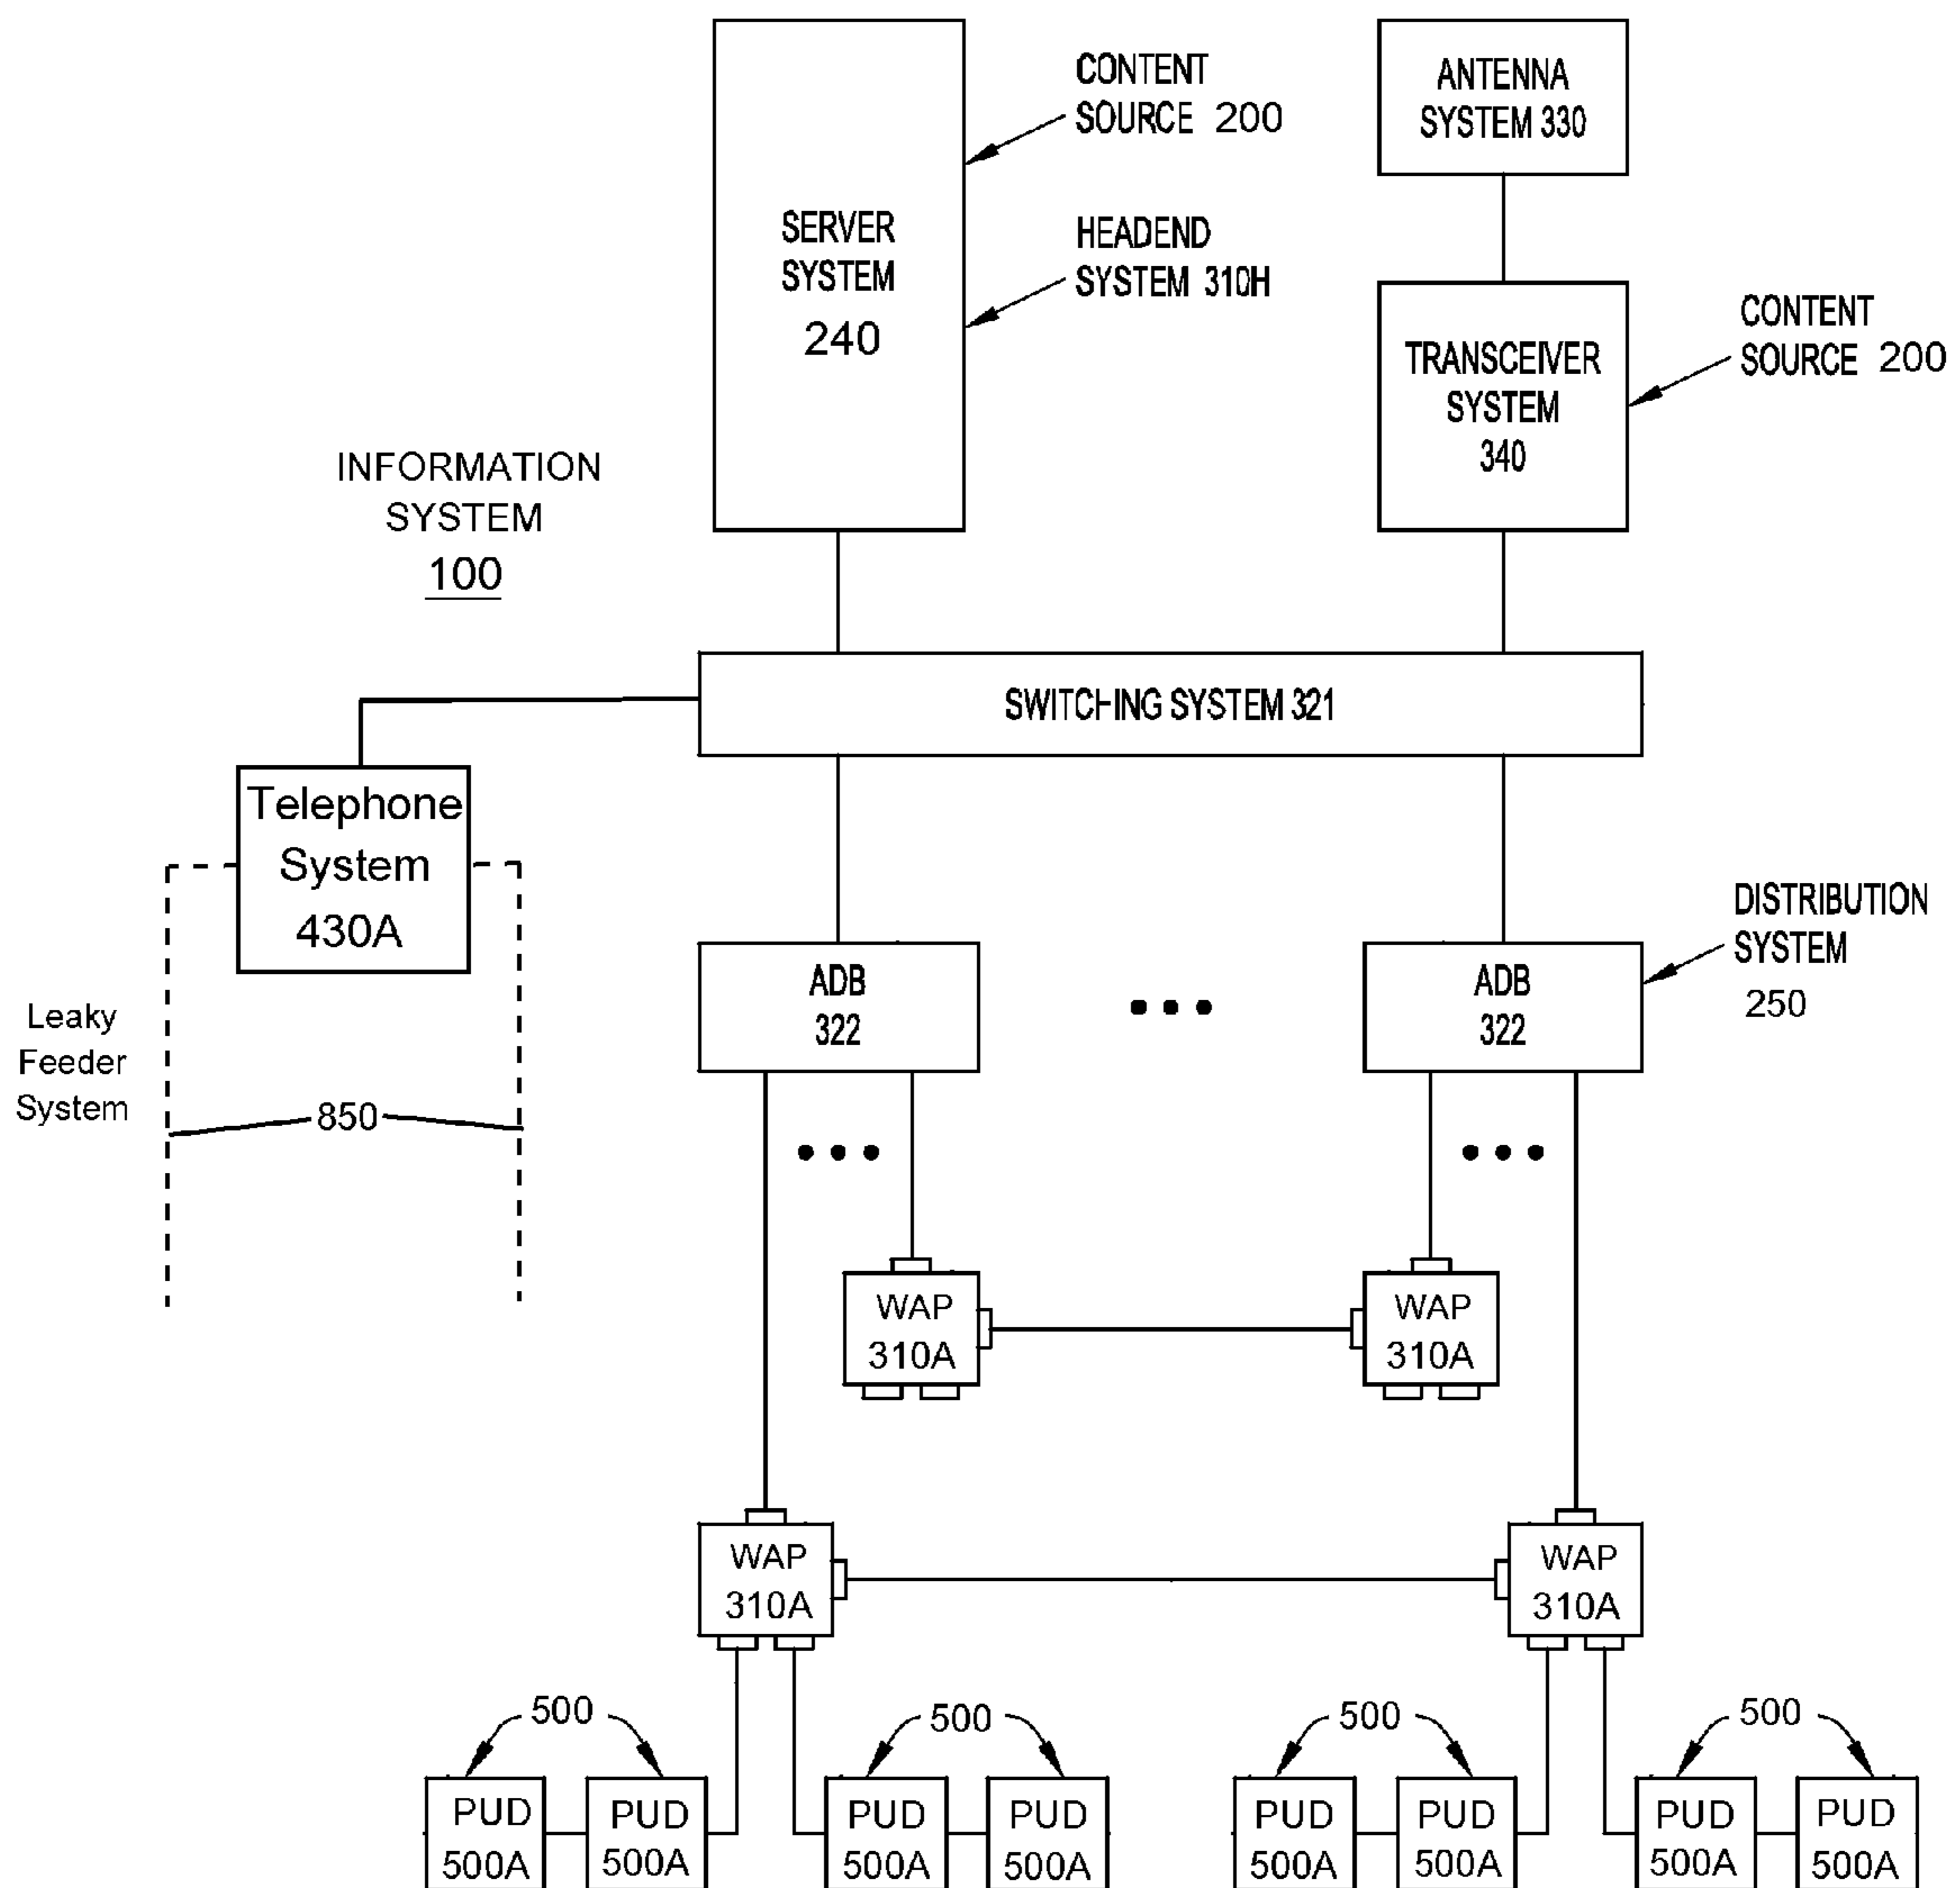 CONTENT
SOURCE 200
ANTENNA
SYSTEM 330
SERVER
SYSTEM
240
HEADEND
SYSTEM 310H
CONTENT
SOURCE 200
TRANSCEIVER
SYSTEM
340
INFORMATION
SYSTEM
100
SWITCHING SYSTEM 321
Telephone
System
430A
DISTRIBUTION
SYSTEM
250
ADB
322
ADB
322
Leaky
Feeder
System
850
WAP
310A
WAP
310A
WAP
310A
WAP
310A
500
500
500
500
PUD
500A
PUD
500A
PUD
500A
PUD
500A
PUD
500A
PUD
500A
PUD
500A
PUD
500A